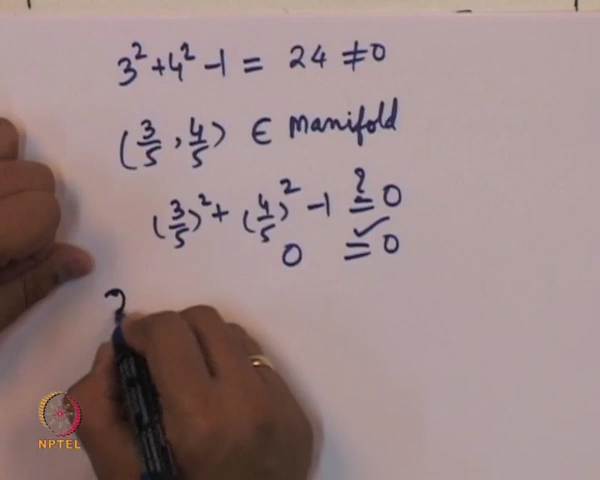 3² + 4² - 1 = 24 ≠ 0
(3/5, 4/5) ∈ Manifold
(3/5)² + (4/5)² - 1 ≟ 0
0 = 0 ✓
NPTEL